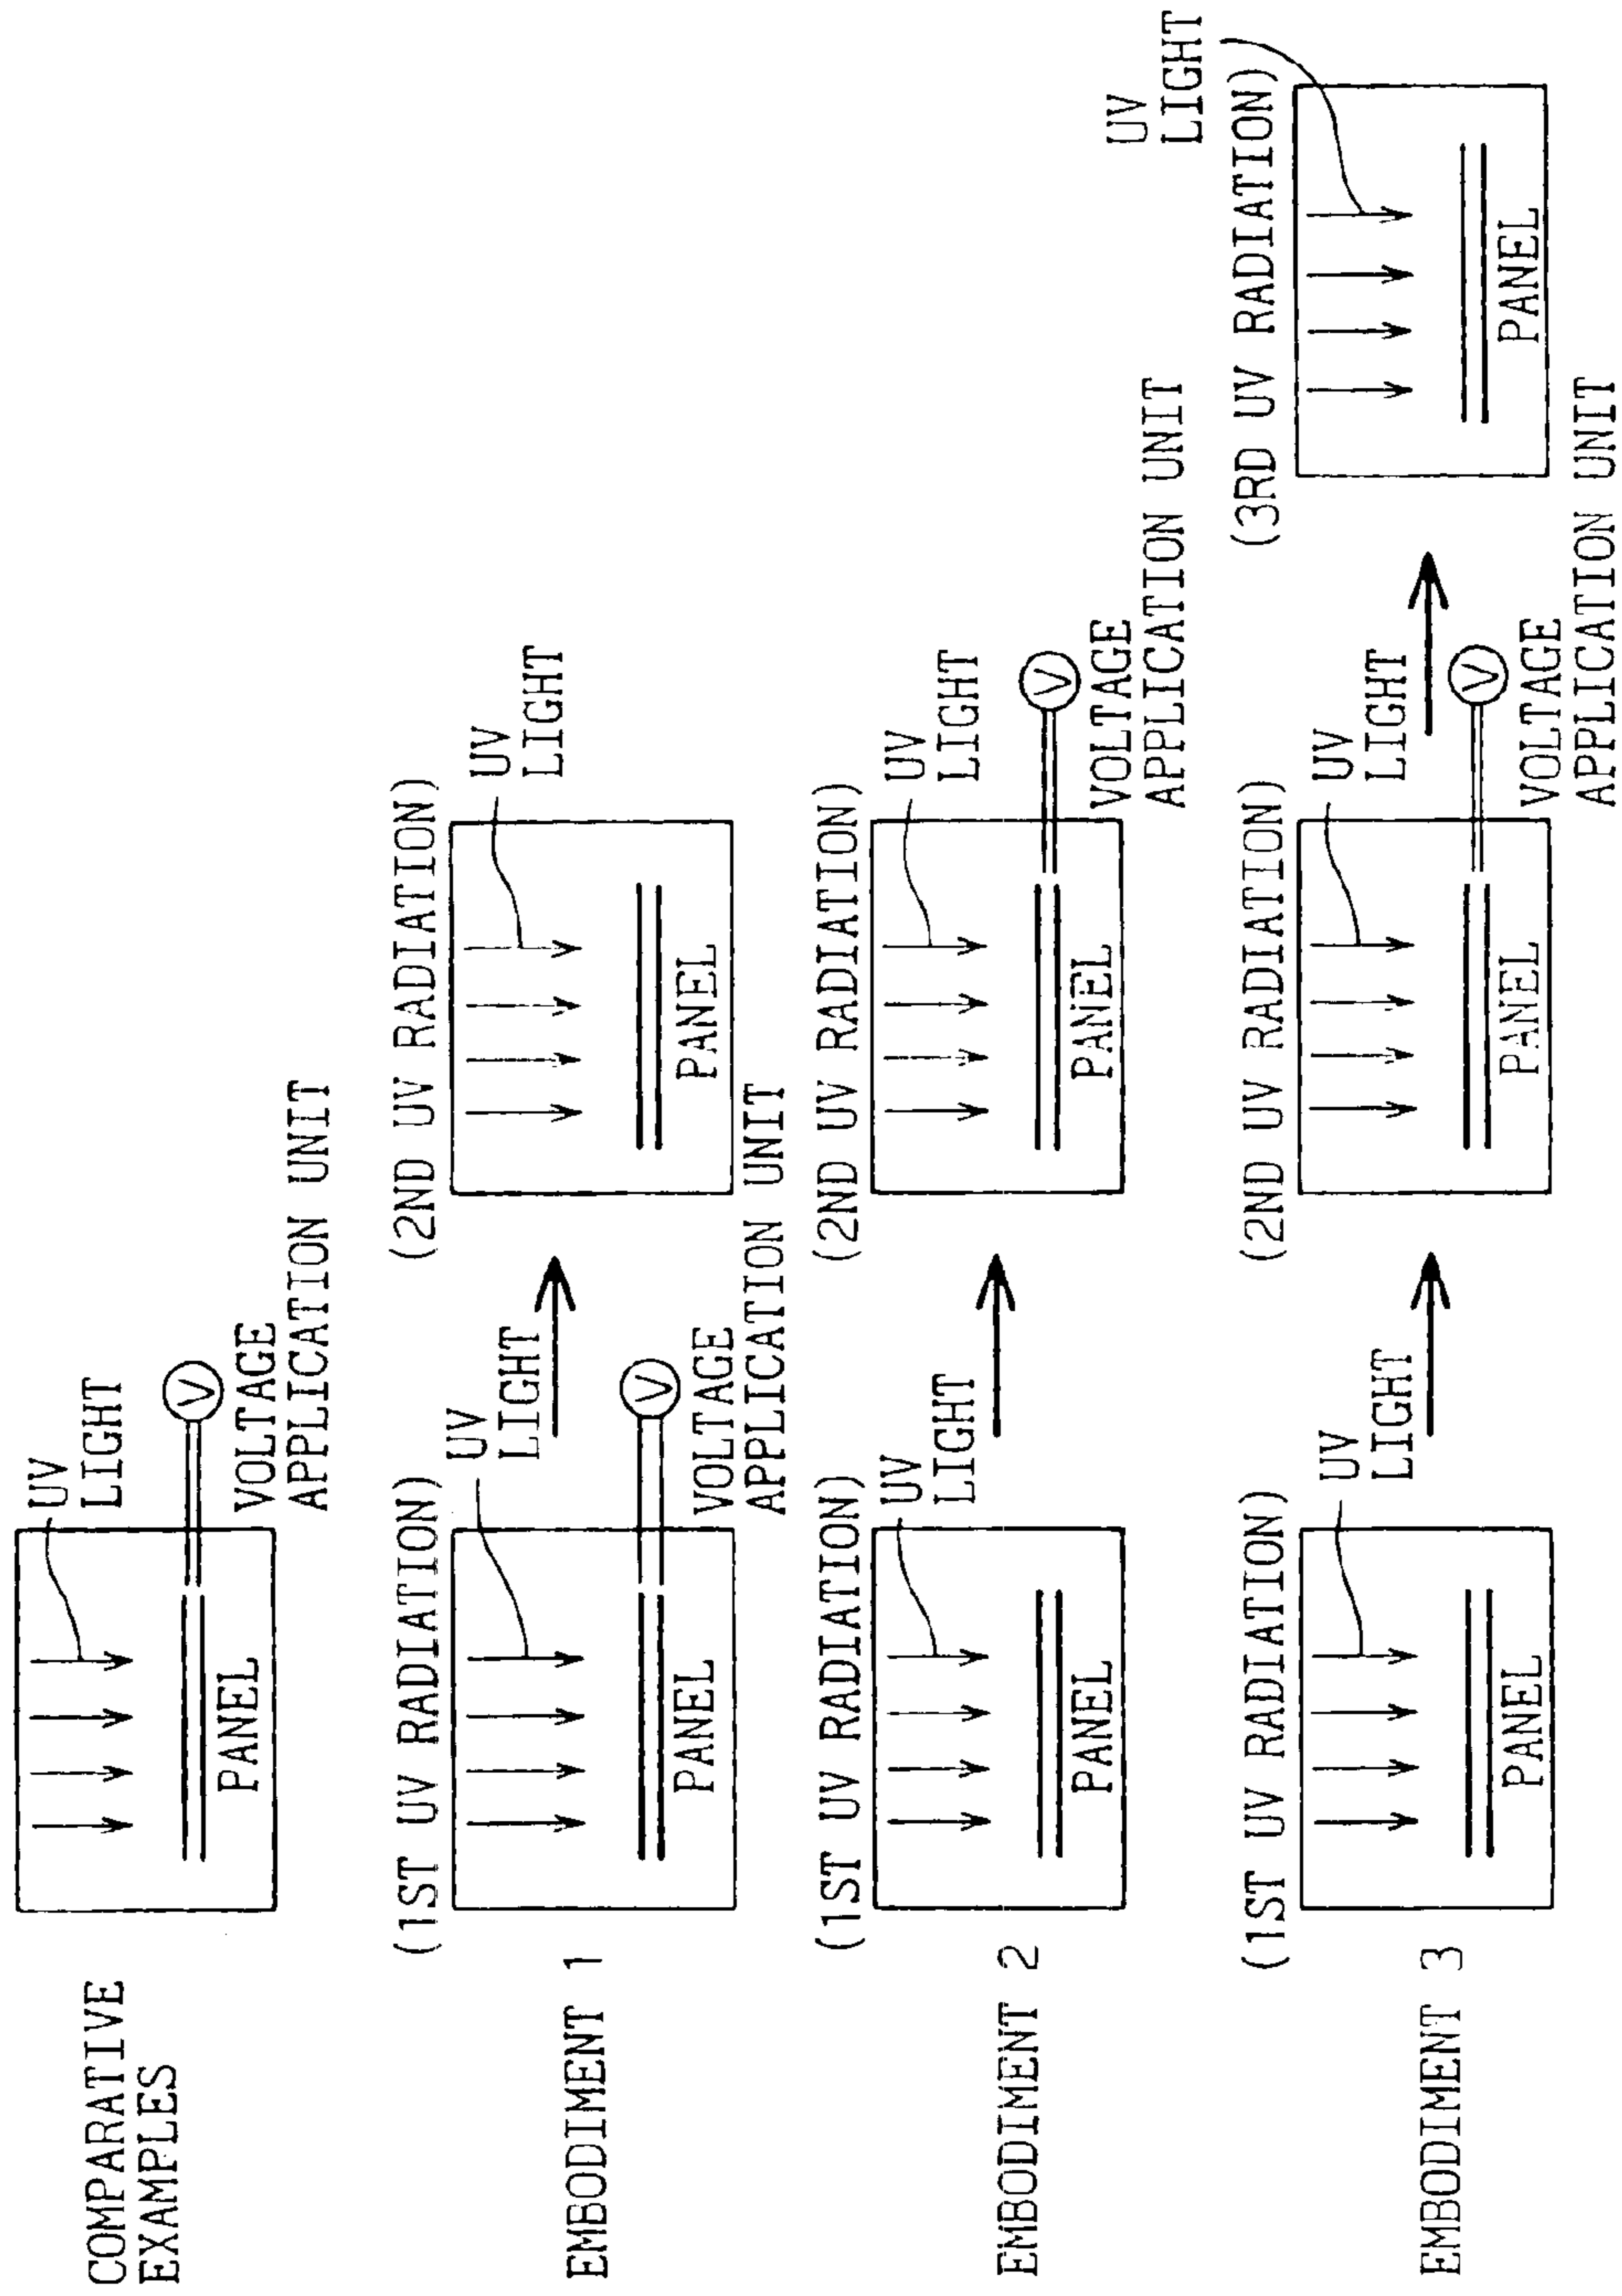 COMPARATIVE
EXAMPLES
UV
LIGHT
PANEL
V
VOLTAGE
APPLICATION UNIT
EMBODIMENT 1
(1ST UV RADIATION)
UV
LIGHT
PANEL
V
VOLTAGE
APPLICATION UNIT
(2ND UV RADIATION)
UV
LIGHT
PANEL
EMBODIMENT 2
(1ST UV RADIATION)
UV
LIGHT
PANEL
(2ND UV RADIATION)
UV
LIGHT
PANEL
V
VOLTAGE
APPLICATION UNIT
EMBODIMENT 3
(1ST UV RADIATION)
UV
LIGHT
PANEL
(2ND UV RADIATION)
UV
LIGHT
PANEL
V
VOLTAGE
APPLICATION UNIT
(3RD UV RADIATION)
UV
LIGHT
PANEL